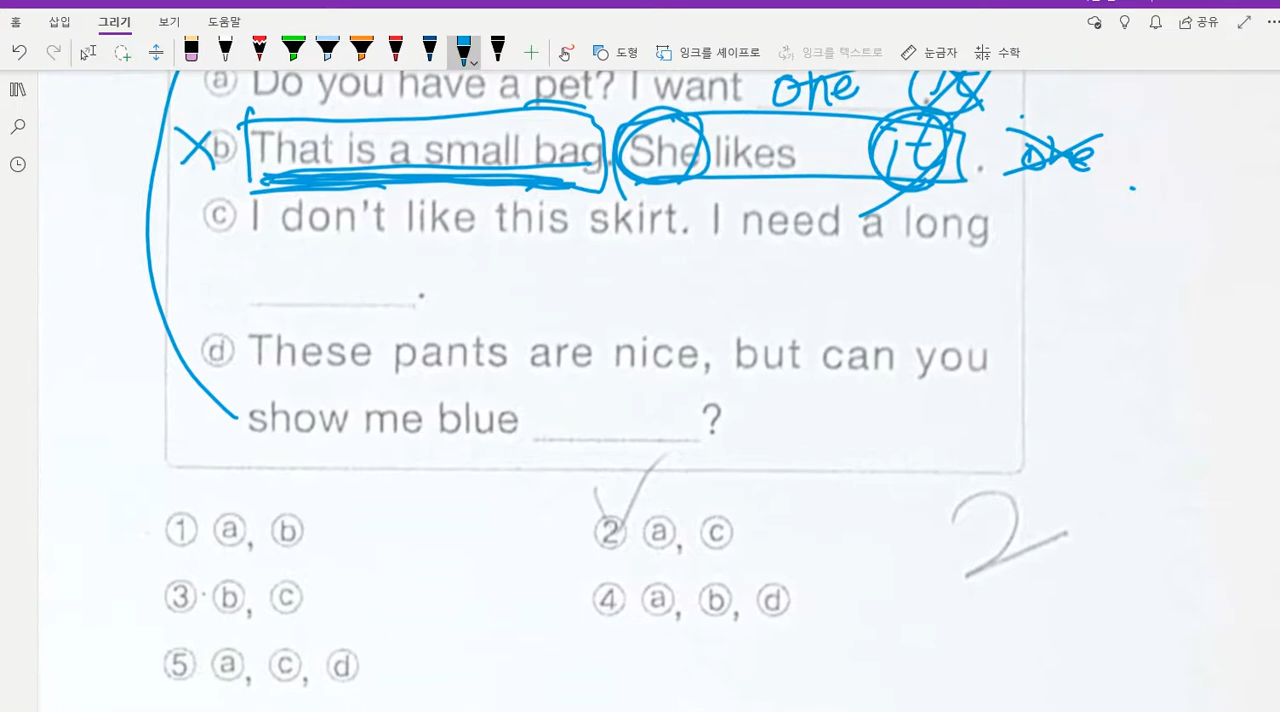 홈 삽입 그리기 보기 도움말 공유
도형 잉크를 셰이프로 잉크를 텍스트로 눈금자 수학
ⓐ Do you have a pet? I want one .
X ⓑ That is a small bag. She likes it . one
ⓒ I don't like this skirt. I need a long
________.
ⓓ These pants are nice, but can you
show me blue ________?
① ⓐ, ⓑ ② ⓐ, ⓒ
③ ⓑ, ⓒ ④ ⓐ, ⓑ, ⓓ
⑤ ⓐ, ⓒ, ⓓ
2